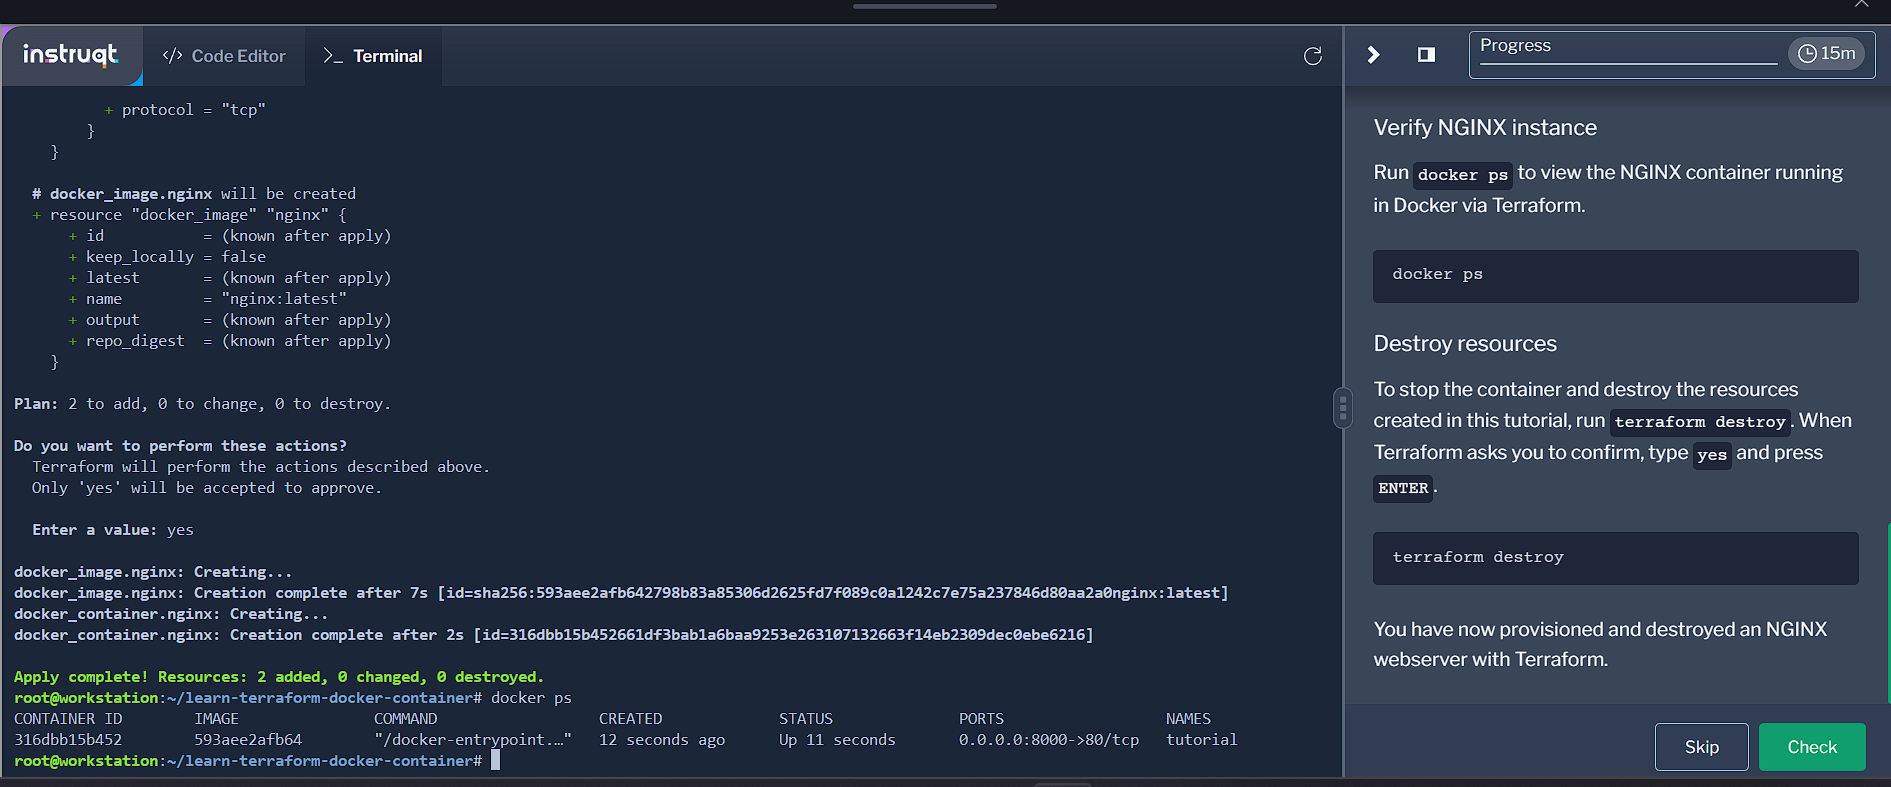 instruqt
</> Code Editor
>_ Terminal
+ protocol = "tcp"
}
}
# docker_image.nginx will be created
+ resource "docker_image" "nginx" {
+ id           = (known after apply)
+ keep_locally = false
+ latest       = (known after apply)
+ name         = "nginx:latest"
+ output       = (known after apply)
+ repo_digest  = (known after apply)
}
Plan: 2 to add, 0 to change, 0 to destroy.
Do you want to perform these actions?
Terraform will perform the actions described above.
Only 'yes' will be accepted to approve.
Enter a value: yes
docker_image.nginx: Creating...
docker_image.nginx: Creation complete after 7s [id=sha256:593aee2afb642798b83a85306d2625fd7f089c0a1242c7e75a237846d80aa2a0nginx:latest]
docker_container.nginx: Creating...
docker_container.nginx: Creation complete after 2s [id=316dbb15b452661df3bab1a6baa9253e263107132663f14eb2309dec0ebe6216]
Apply complete! Resources: 2 added, 0 changed, 0 destroyed.
root@workstation:~/learn-terraform-docker-container# docker ps
CONTAINER ID        IMAGE               COMMAND                  CREATED             STATUS              PORTS                  NAMES
316dbb15b452        593aee2afb64        "/docker-entrypoint.…"   12 seconds ago      Up 11 seconds       0.0.0.0:8000->80/tcp   tutorial
root@workstation:~/learn-terraform-docker-container#
Progress
15m
Verify NGINX instance
Run docker ps to view the NGINX container running
in Docker via Terraform.
docker ps
Destroy resources
To stop the container and destroy the resources
created in this tutorial, run terraform destroy. When
Terraform asks you to confirm, type yes and press
ENTER.
terraform destroy
You have now provisioned and destroyed an NGINX
webserver with Terraform.
Skip
Check